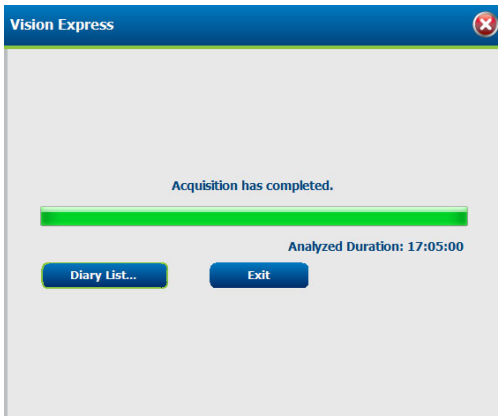 Vision Express
Acquisition has completed.
Analyzed Duration: 17:05:00
Diary List... Exit